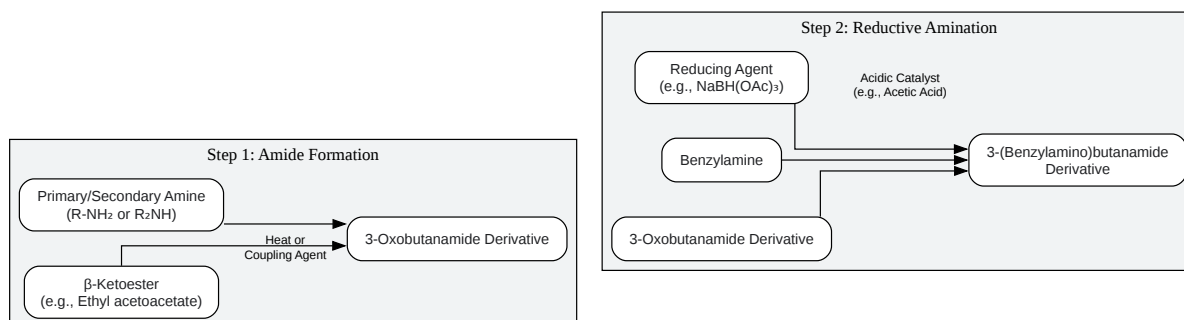 Step 1: Amide Formation
Primary/Secondary Amine
(R-NH₂ or R₂NH)
Heat or
Coupling Agent
3-Oxobutanamide Derivative
β-Ketoester
(e.g., Ethyl acetoacetate)
Step 2: Reductive Amination
Reducing Agent
(e.g., NaBH(OAc)₃)
Acidic Catalyst
(e.g., Acetic Acid)
Benzylamine
3-(Benzylamino)butanamide
Derivative
3-Oxobutanamide Derivative